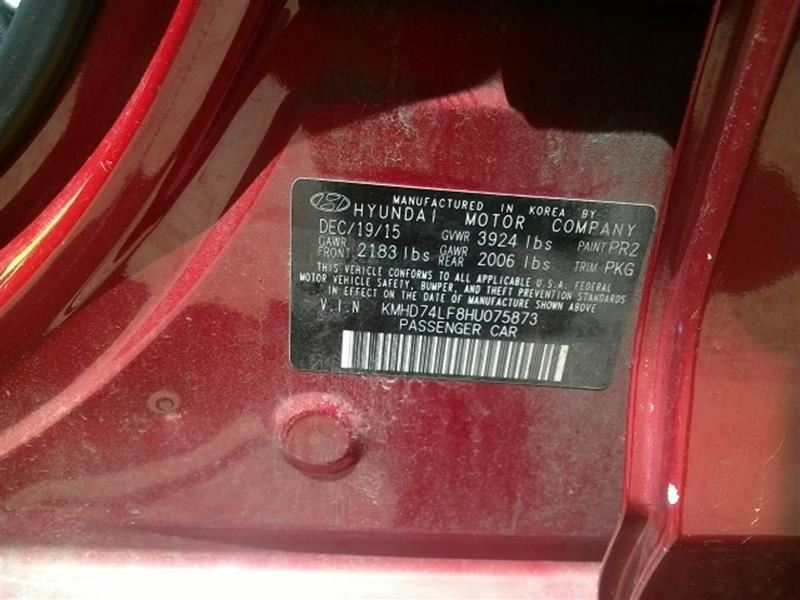 MANUFACTURED IN KOREA BY
HYUNDAI MOTOR COMPANY
DEC/19/15 GVWR 3924 lbs PAINT PR2
GAWR FRONT 2183 lbs GAWR REAR 2006 lbs TRIM PKG
THIS VEHICLE CONFORMS TO ALL APPLICABLE U.S.A. FEDERAL
MOTOR VEHICLE SAFETY, BUMPER, AND THEFT PREVENTION STANDARDS
IN EFFECT ON THE DATE OF MANUFACTURE SHOWN ABOVE
V.I.N KMHD74LF8HU075873
PASSENGER CAR